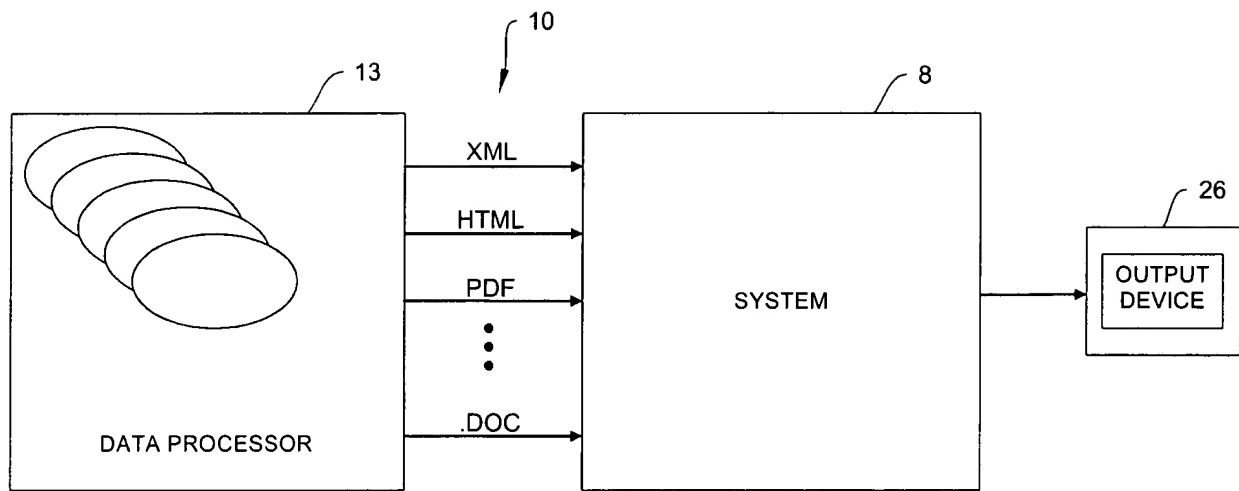 10
13
8
XML
26
HTML
OUTPUT
DEVICE
PDF
SYSTEM
.DOC
DATA PROCESSOR